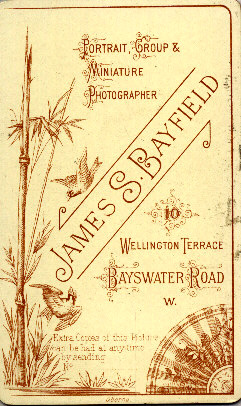 PORTRAIT, GROUP &
MINIATURE
PHOTOGRAPHER
JAMES S. BAYFIELD
10
WELLINGTON TERRACE
BAYSWATER ROAD
W.
Extra Copies of this Picture
can be had at any time
by sending
No